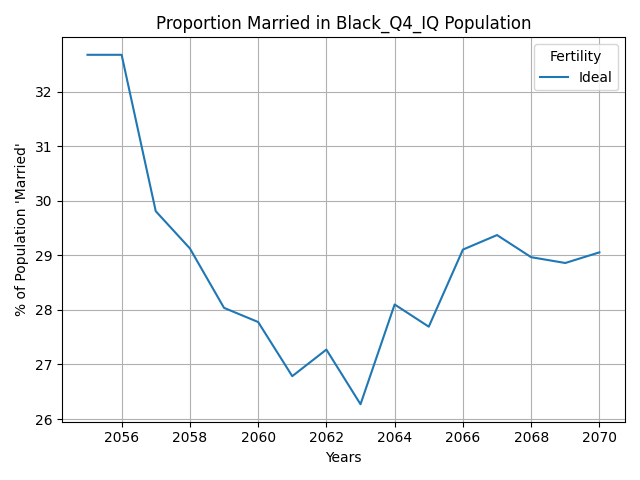 Proportion Married in Black_Q4_IQ Population
Fertility
Ideal
% of Population 'Married'
32
31
30
29
28
27
26
2056 2058 2060 2062 2064 2066 2068 2070
Years